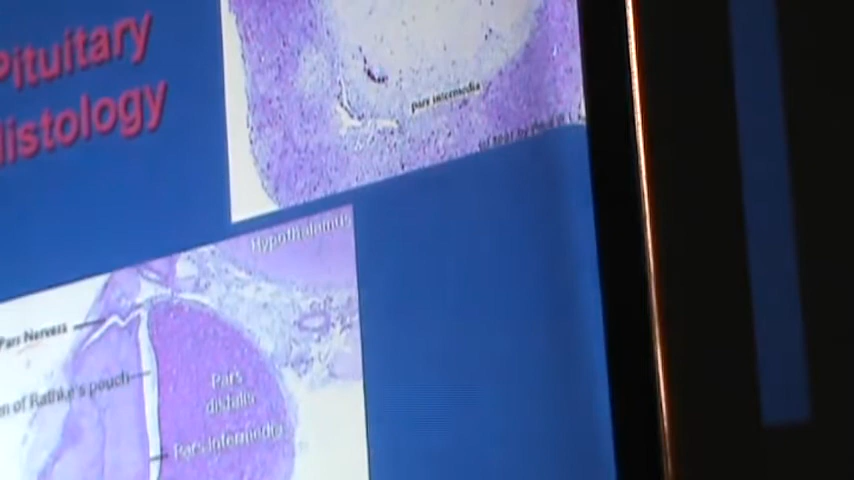 Pituitary
Histology
pars intermedia
Hypothalamus
Pars Nervosa
of Rathke's pouch
Pars
distalis
Pars Intermedia